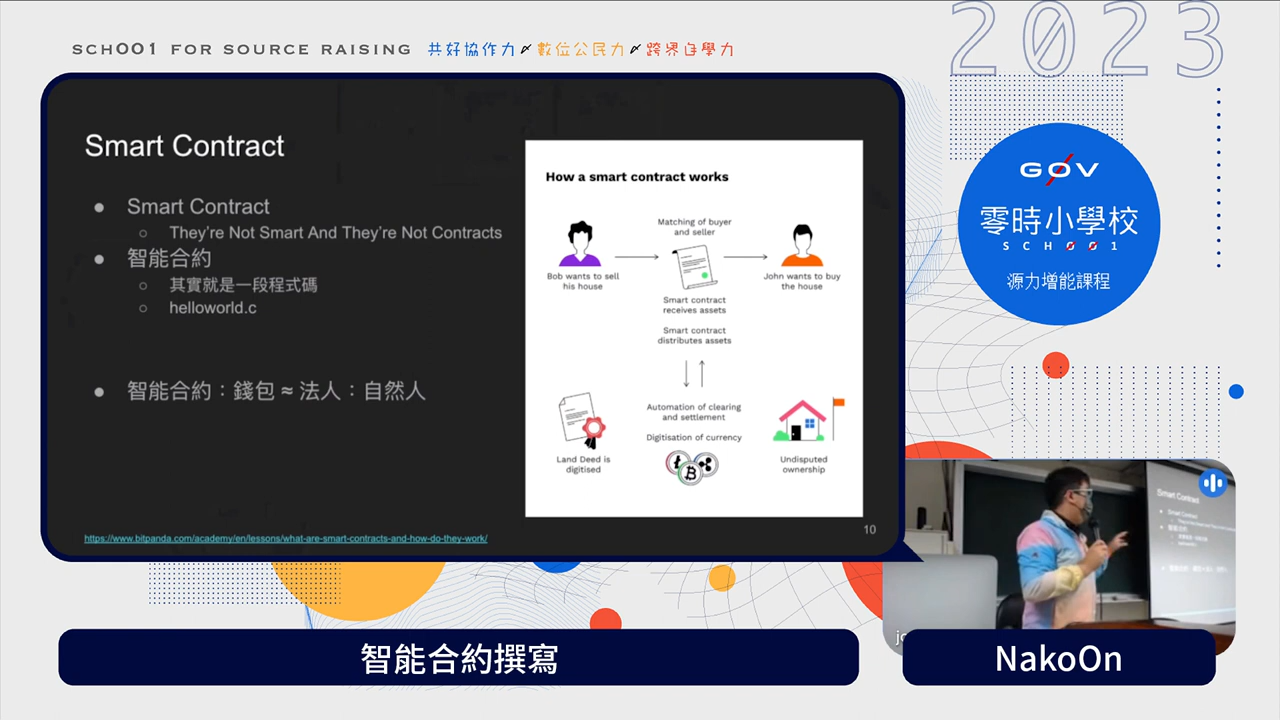 SCH001 FOR SOURCE RAISING 共好協作力 數位公民力 跨界自學力
2023
Smart Contract
Smart Contract
They're Not Smart And They're Not Contracts
智能合約
其實就是一段程式碼
helloworld.c
智能合約：錢包 ≈ 法人：自然人
https://www.bitpanda.com/academy/en/lessons/what-are-smart-contracts-and-how-do-they-work/
How a smart contract works
Matching of buyer
and seller
Bob wants to sell
his house
John wants to buy
the house
Smart contract
receives assets
Smart contract
distributes assets
Automation of clearing
and settlement
Digitisation of currency
Land Deed is
digitised
Undisputed
ownership
10
G0V
零時小學校
SCH001
源力增能課程
Smart Contract
智能合約撰寫
NakoOn